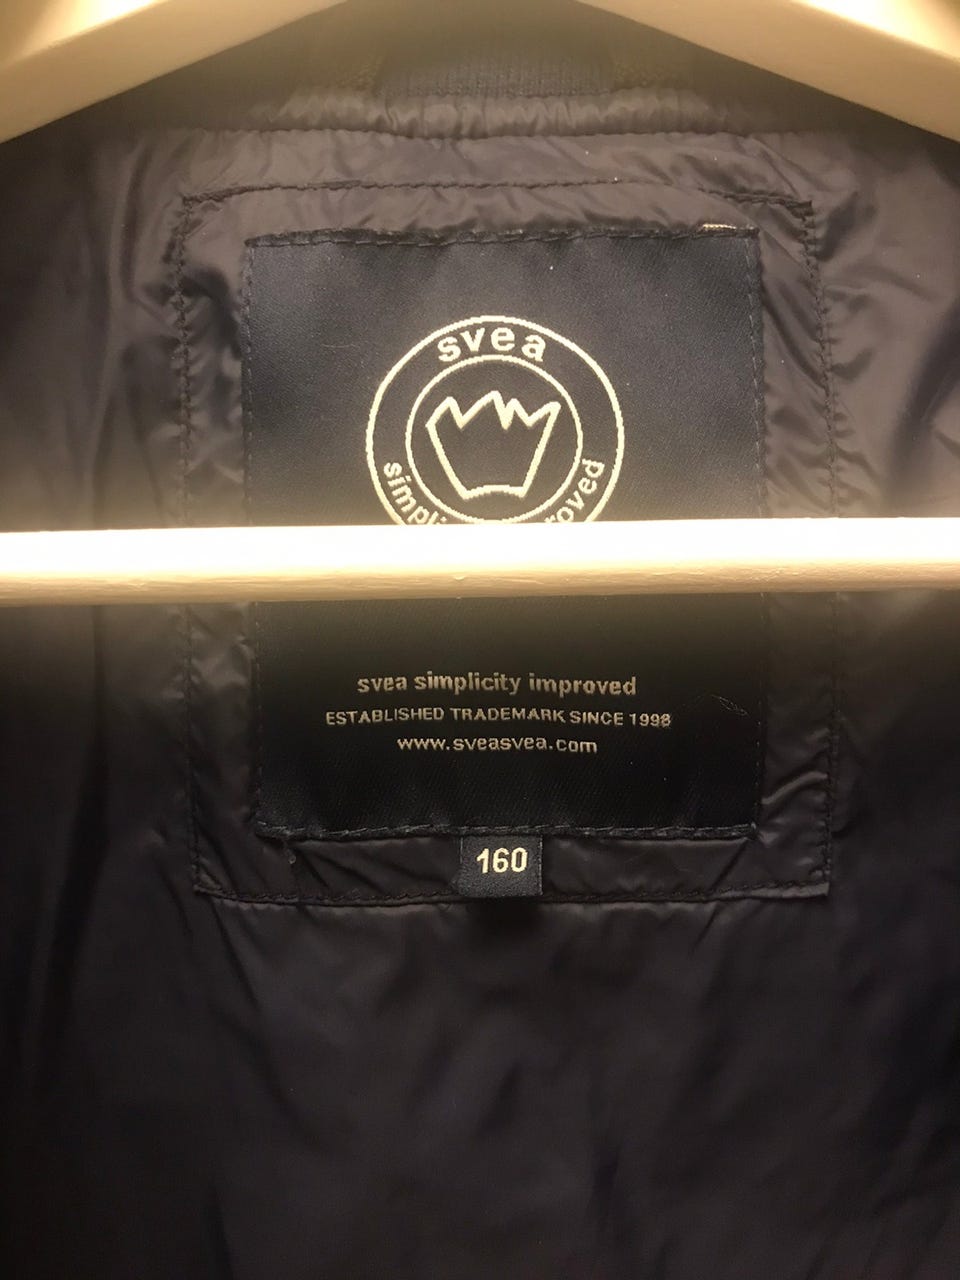 svea
svea simplicity improved
ESTABLISHED TRADEMARK SINCE 1998
www.sveasvea.com
160